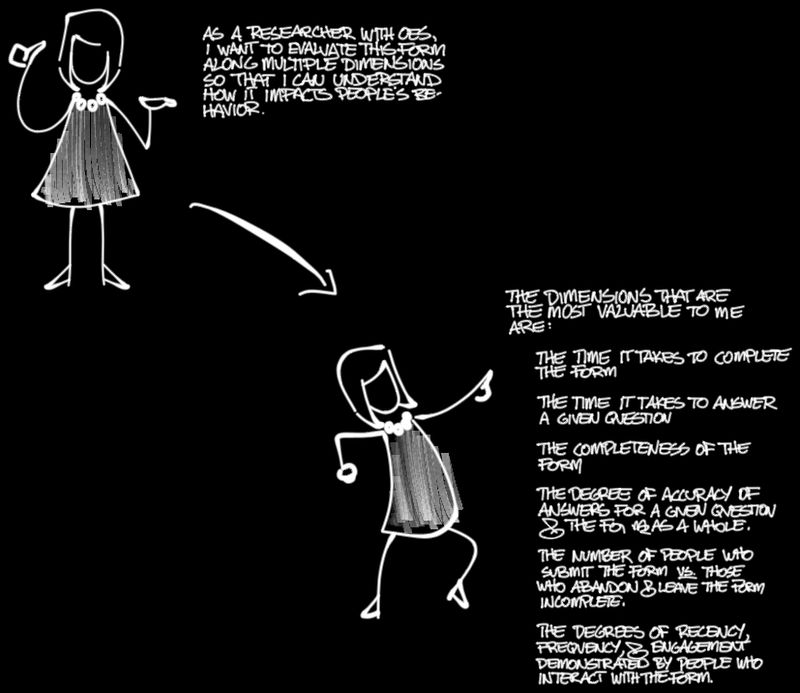 AS A RESEARCHER WITH OES,
I WANT TO EVALUATE THIS FORM
ALONG MULTIPLE DIMENSIONS
SO THAT I CAN UNDERSTAND
HOW IT IMPACTS PEOPLE'S BE-
HAVIOR.
THE DIMENSIONS THAT ARE
THE MOST VALUABLE TO ME
ARE:
THE TIME IT TAKES TO COMPLETE
THE FORM
THE TIME IT TAKES TO ANSWER
A GIVEN QUESTION
THE COMPLETENESS OF THE
FORM
THE DEGREE OF ACCURACY OF
ANSWERS FOR A GIVEN QUESTION
& THE AS A WHOLE.
THE NUMBER OF PEOPLE WHO
SUBMIT THE FORM VS. THOSE
WHO ABANDON & LEAVE THE FORM
INCOMPLETE.
THE DEGREES OF RECENCY,
FREQUENCY, & ENGAGEMENT
DEMONSTRATED BY PEOPLE WHO
INTERACT WITH THE FORM.